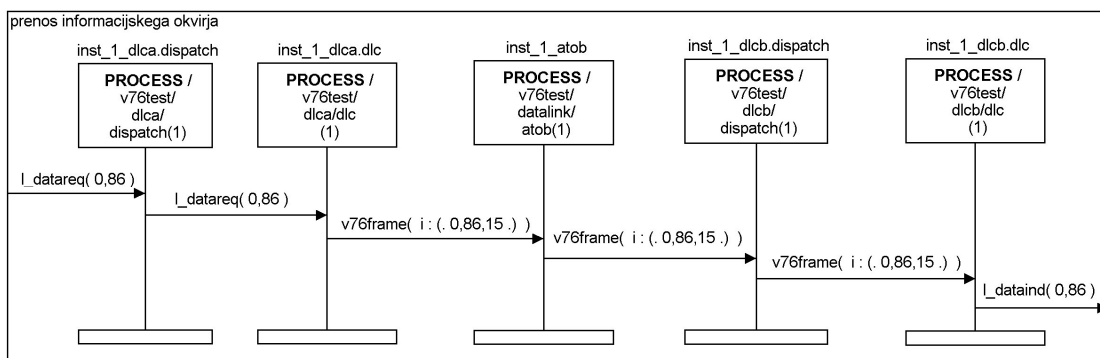 prenos informacijskega okvirja
inst_1_dlca.dispatch
inst_1_dlca.dlc
inst_1_atob
inst_1_dlcb.dispatch
inst_1_dlcb.dlc
PROCESS /
v76test/
dlca/
dispatch(1)
PROCESS /
v76test/
dlca/dlc
(1)
PROCESS /
v76test/
datalink/
atob(1)
PROCESS /
v76test/
dlcb/
dispatch(1)
PROCESS /
v76test/
dlcb/dlc
(1)
l_datareq( 0,86 )
l_datareq( 0,86 )
v76frame( i : (. 0,86,15 .) )
v76frame( i : (. 0,86,15 .) )
v76frame( i : (. 0,86,15 .) )
l_dataind( 0,86 )